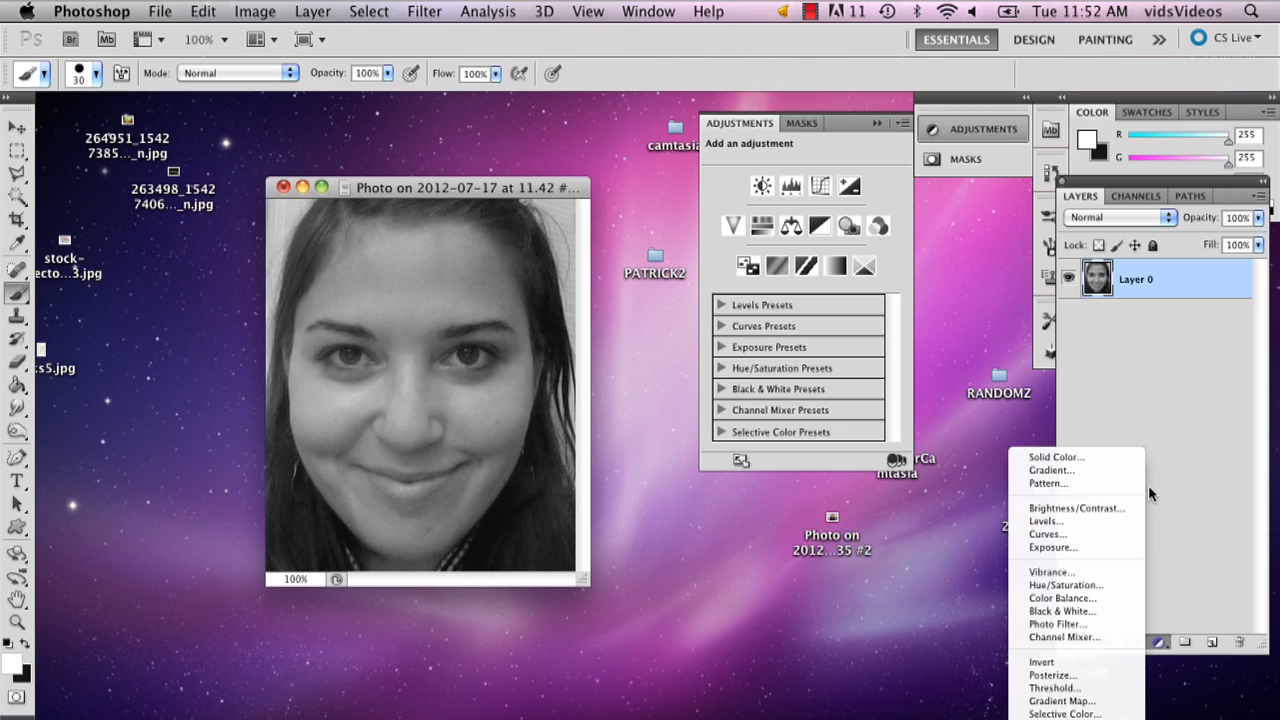 Photoshop File Edit Image Layer Select Filter Analysis 3D View Window Help 11 Tue 11:52 AM vidsVideos
Ps Br Mb 100% ESSENTIALS DESIGN PAINTING CS Live
30 Mode: Normal Opacity: 100% Flow: 100%
264951_1542
7385..._n.jpg
263498_1542
7406..._n.jpg
stock-
ecto...3.jpg
ks5.jpg
Photo on 2012-07-17 at 11.42 #...
100%
camtasia
PATRICK2
ADJUSTMENTS MASKS
Add an adjustment
Levels Presets
Curves Presets
Exposure Presets
Hue/Saturation Presets
Black & White Presets
Channel Mixer Presets
Selective Color Presets
ADJUSTMENTS
MASKS
Mb
RANDOMZ
Photo on
2012...35 #2
COLOR SWATCHES STYLES
R 255
G 255
LAYERS CHANNELS PATHS
Normal Opacity: 100%
Lock: Fill: 100%
Layer 0
Solid Color...
Gradient...
Pattern...
Brightness/Contrast...
Levels...
Curves...
Exposure...
Vibrance...
Hue/Saturation...
Color Balance...
Black & White...
Photo Filter...
Channel Mixer...
Invert
Posterize...
Threshold...
Gradient Map...
Selective Color...